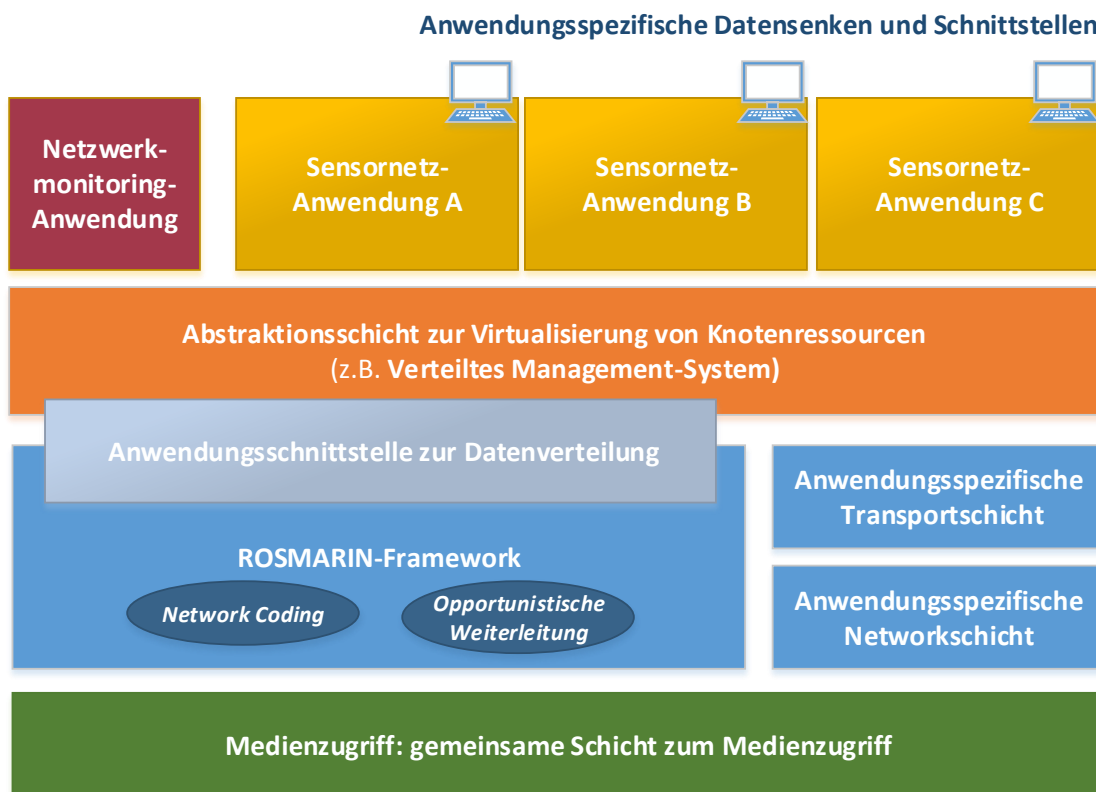 Anwendungsspezifische Datensenken und Schnittstellen
Netzwerk-
monitoring-
Anwendung
Sensornetz-
Anwendung A
Sensornetz-
Anwendung B
Sensornetz-
Anwendung C
Abstraktionsschicht zur Virtualisierung von Knotenressourcen
(z.B. Verteiltes Management-System)
Anwendungsschnittstelle zur Datenverteilung
ROSMARIN-Framework
Network Coding
Opportunistische
Weiterleitung
Anwendungsspezifische
Transportschicht
Anwendungsspezifische
Networkschicht
Medienzugriff: gemeinsame Schicht zum Medienzugriff